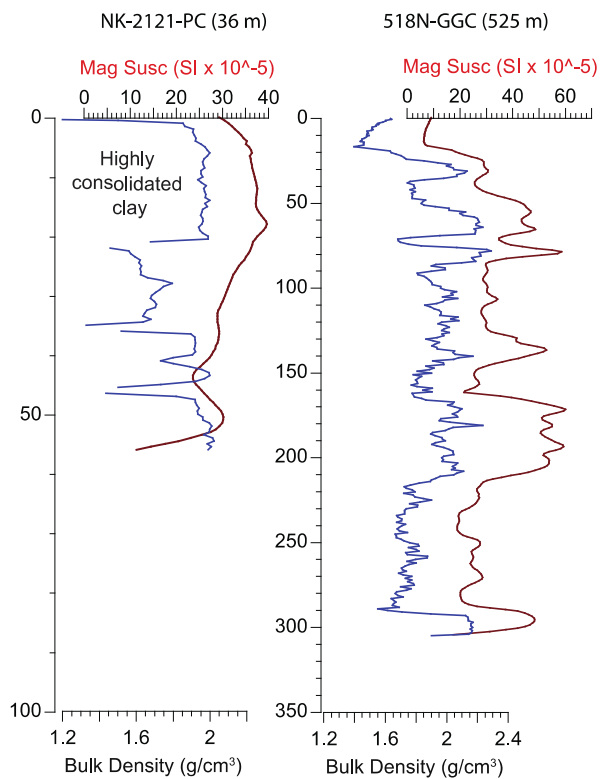 NK-2121-PC (36 m)
Mag Susc (SI x 10^-5)
0 10 20 30 40
0
50
100
Highly
consolidated
clay
1.2 1.6 2
Bulk Density (g/cm³)
518N-GGC (525 m)
Mag Susc (SI x 10^-5)
0 20 40 60
0
50
100
150
200
250
300
350
1.2 1.6 2 2.4
Bulk Density (g/cm³)